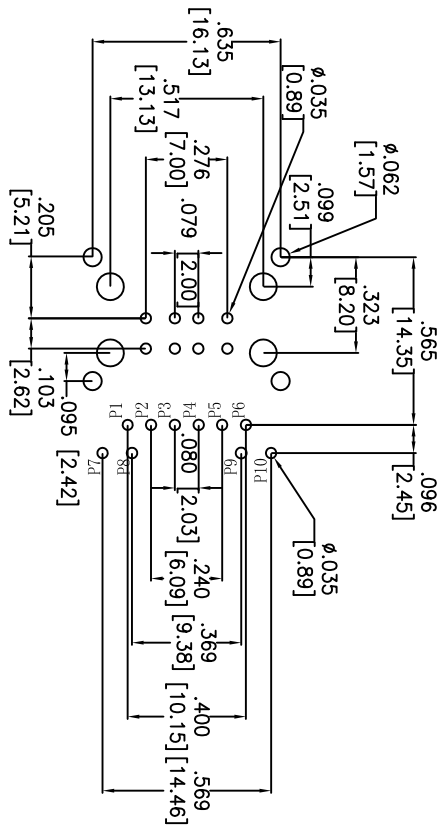 .635
[16.13]
.517
[13.13]
.276
[7.00]
.079
[2.00]
.205
[5.21]
.103
[2.62]
.095 [2.42]
ø.035
[0.89]
ø.062
[1.57]
.099
[2.51]
.323
[8.20]
.565
[14.35]
.096
[2.45]
P1
P2
P3
P4
P5
P6
P7
P8
P9
P10
ø.035
[0.89]
.080
[2.03]
.240
[6.09]
.369
[9.38]
.400
[10.15]
.569
[14.46]